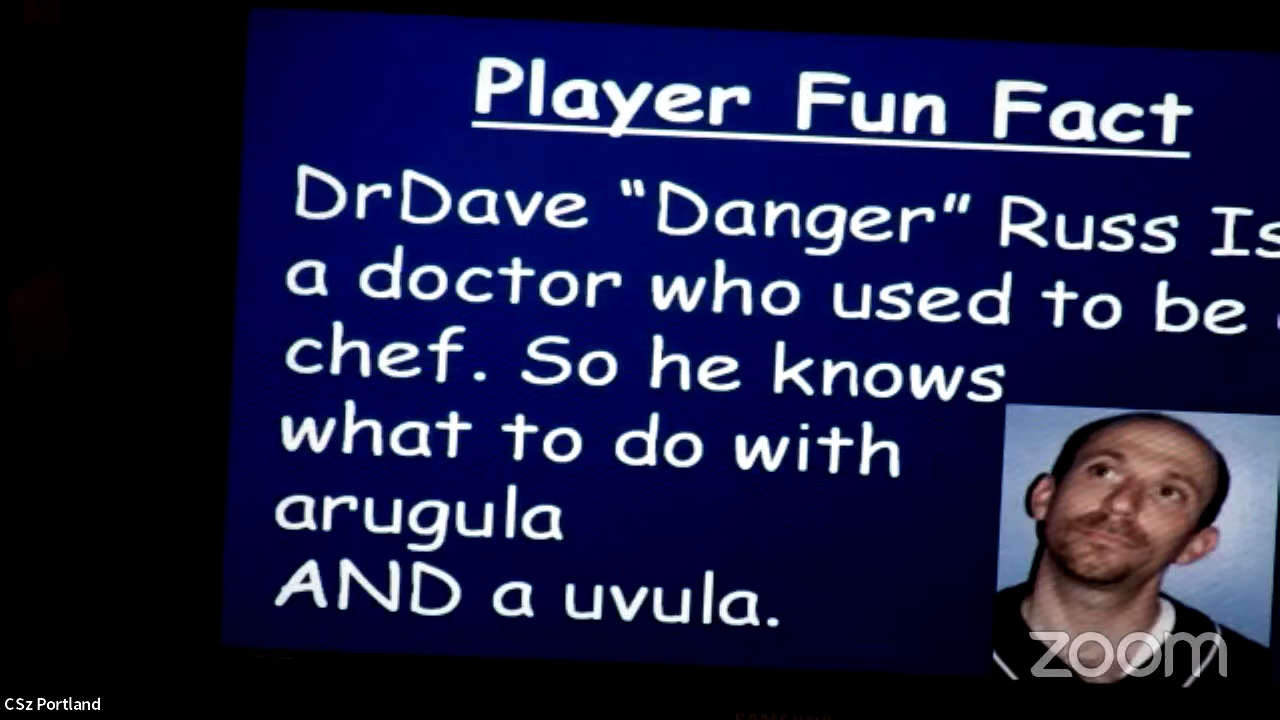 Player Fun Fact
DrDave “Danger” Russ Is
a doctor who used to be
chef. So he knows
what to do with
arugula
AND a uvula.
zoom
CSz Portland